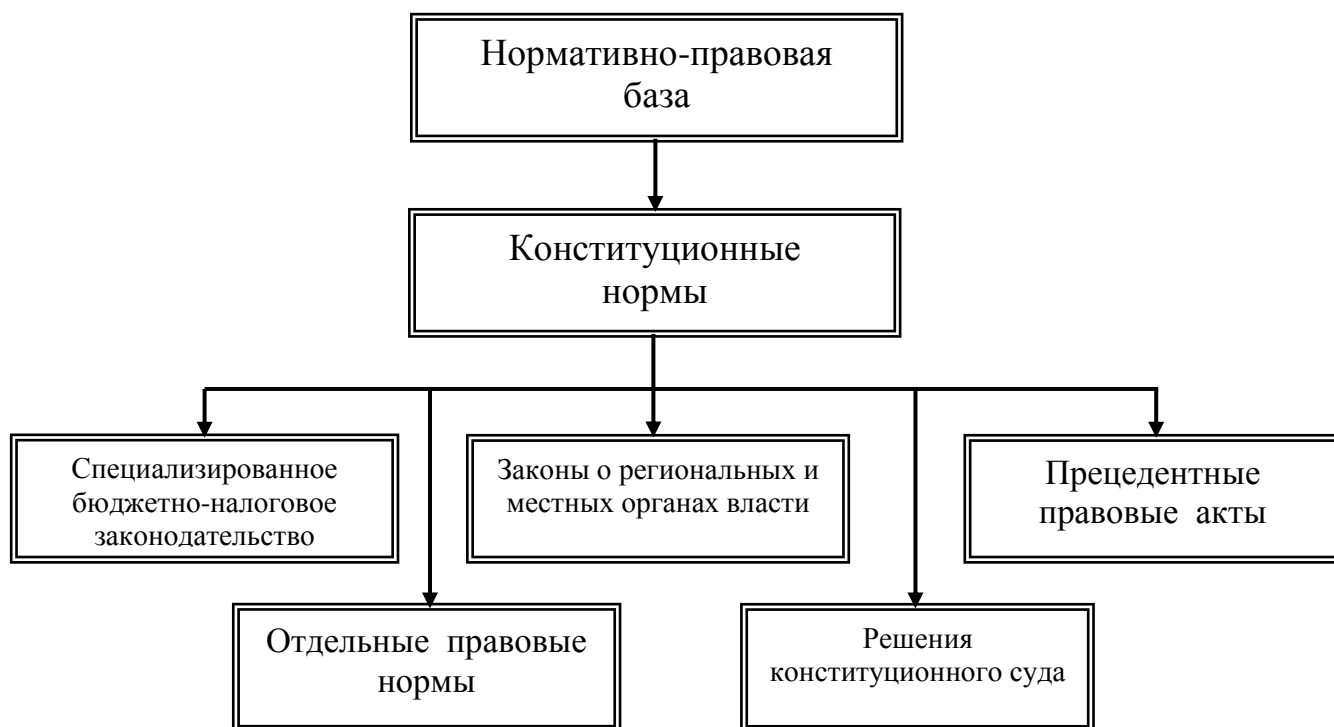 Нормативно-правовая
база
Конституционные
нормы
Специализированное
бюджетно-налоговое
законодательство
Законы о региональных и
местных органах власти
Прецедентные
правовые акты
Отдельные правовые
нормы
Решения
конституционного суда